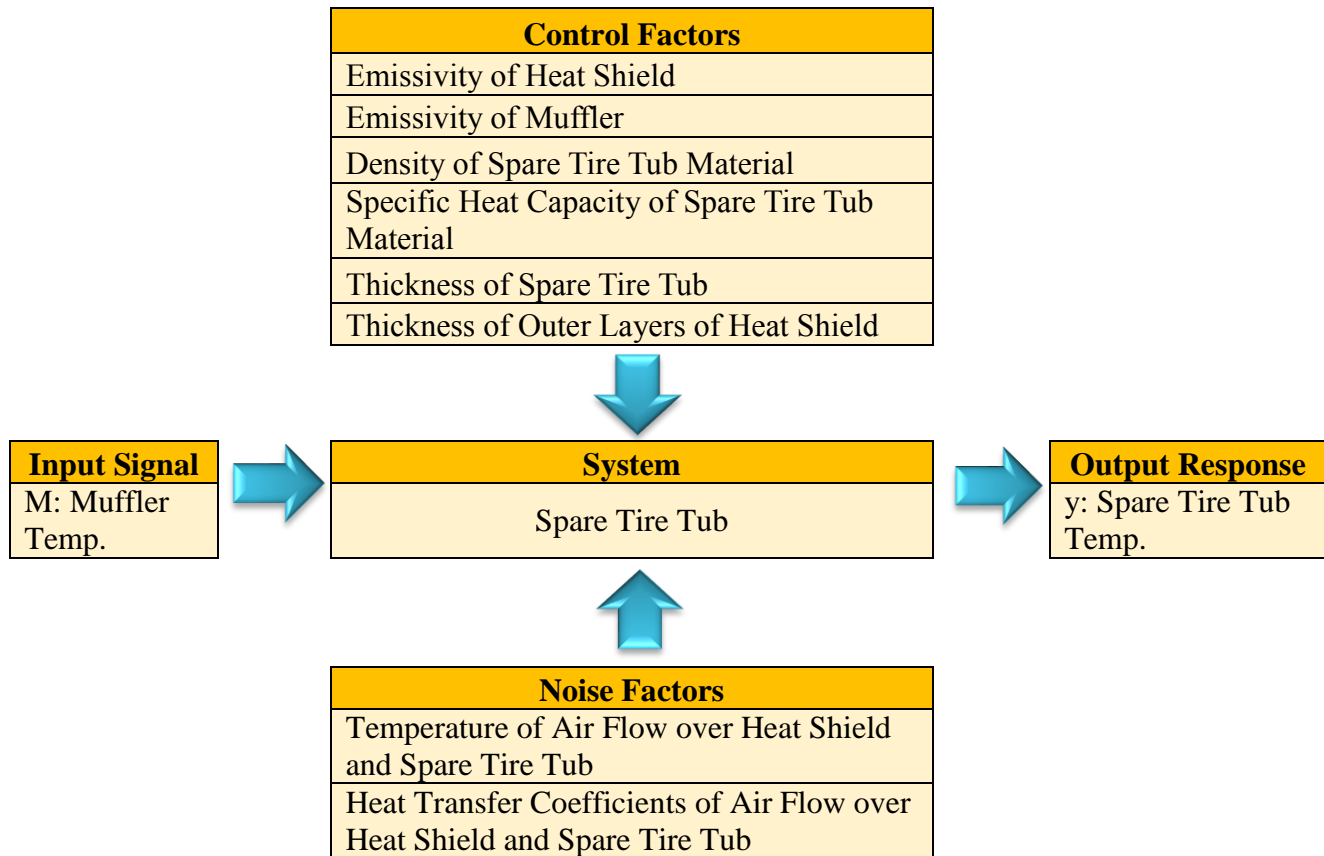 Control Factors
Emissivity of Heat Shield
Emissivity of Muffler
Density of Spare Tire Tub Material
Specific Heat Capacity of Spare Tire Tub
Material
Thickness of Spare Tire Tub
Thickness of Outer Layers of Heat Shield
Input Signal
M: Muffler
Temp.
System
Spare Tire Tub
Output Response
y: Spare Tire Tub
Temp.
Noise Factors
Temperature of Air Flow over Heat Shield
and Spare Tire Tub
Heat Transfer Coefficients of Air Flow over
Heat Shield and Spare Tire Tub